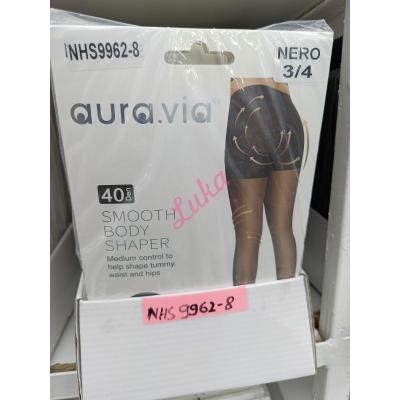 NHS9962-8
NERO
3/4
aura.via®
40 Den
SMOOTH
BODY
SHAPER
Medium control to
help shape tummy,
waist and hips
Luka
NHS 9962-8